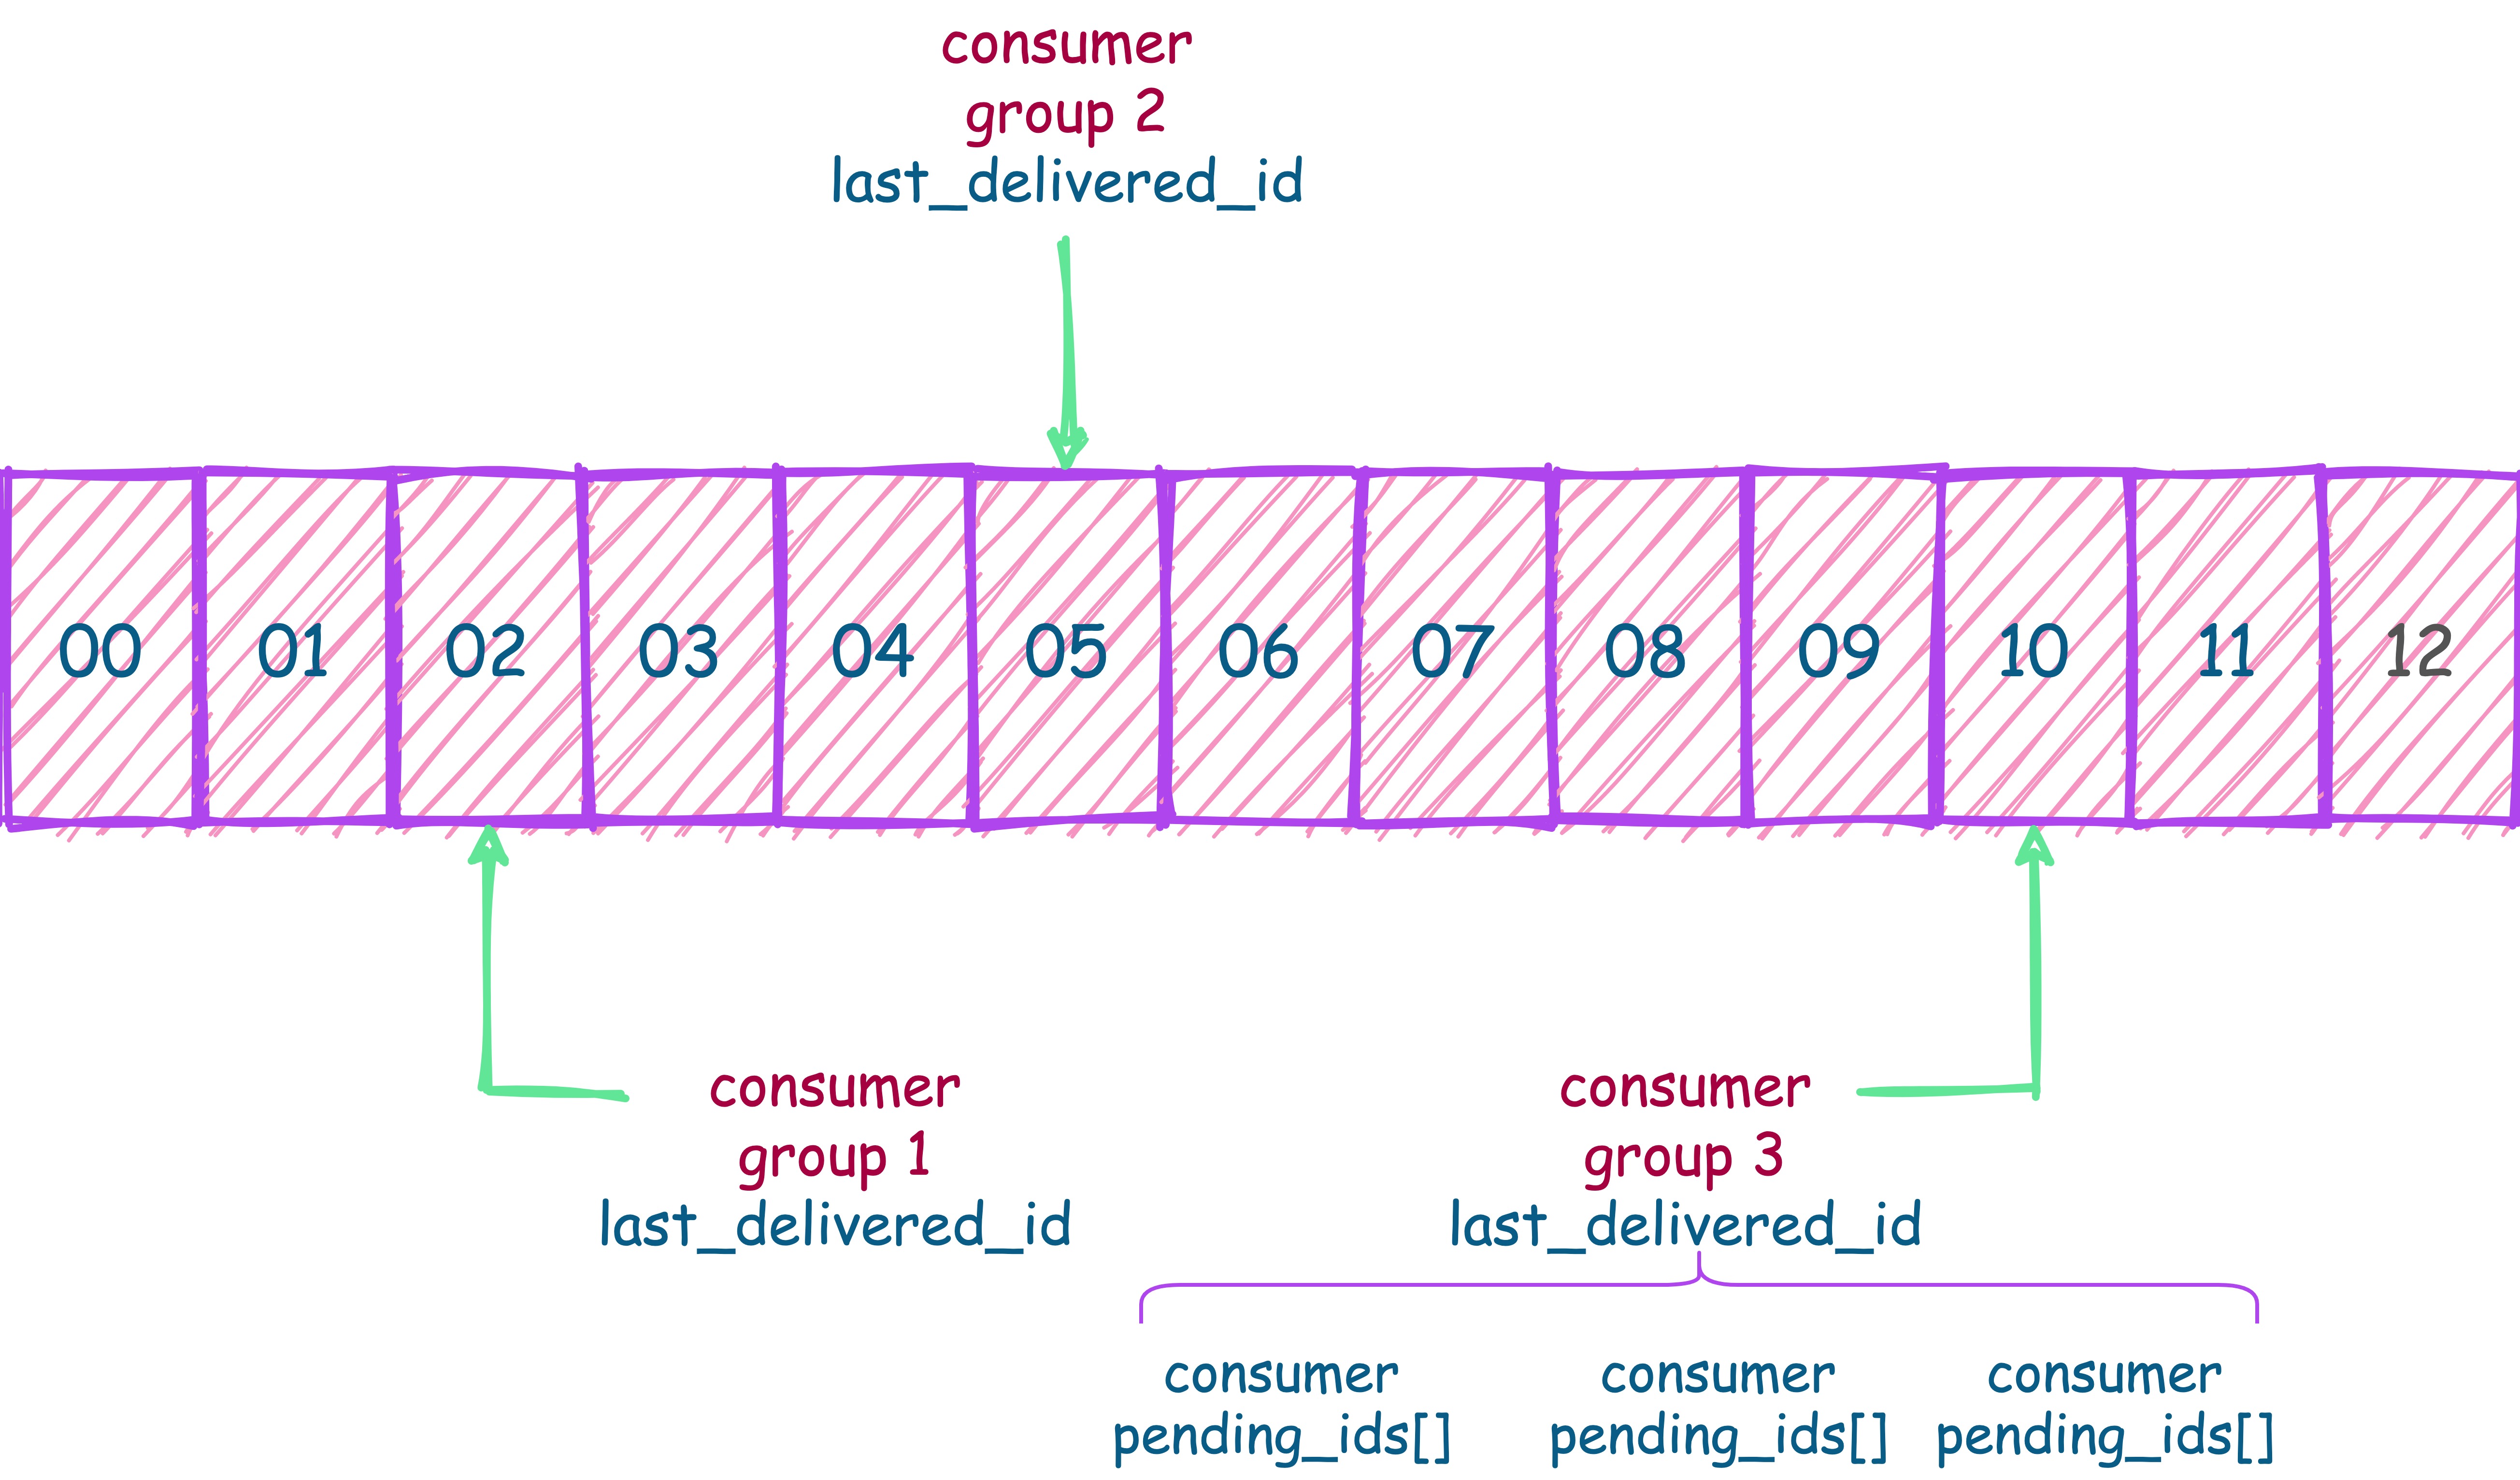 consumer
group 2
last_delivered_id
00 01 02 03 04 05 06 07 08 09 10 11 12
consumer
group 1
last_delivered_id
consumer
group 3
last_delivered_id
consumer
pending_ids[]
consumer
pending_ids[]
consumer
pending_ids[]